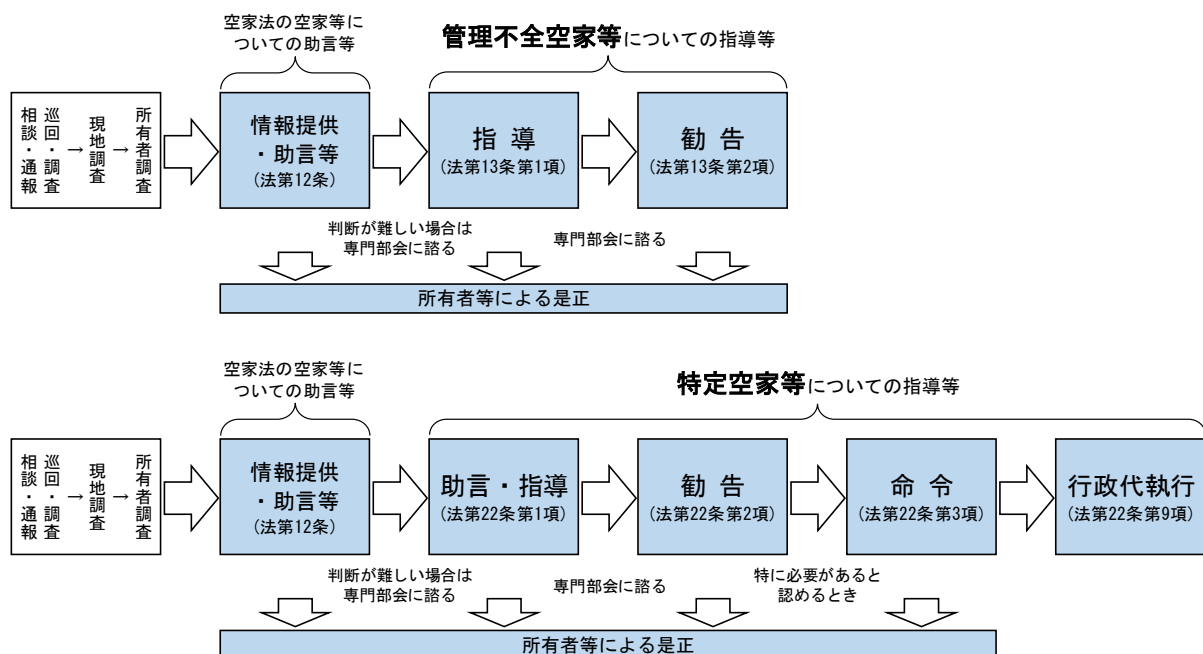 空家法の空家等に
ついての助言等
管理不全空家等についての指導等
相談・通報
巡回・調査
→
現地調査
→
所有者調査
情報提供
・助言等
(法第12条)
指 導
(法第13条第1項)
勧 告
(法第13条第2項)
判断が難しい場合は
専門部会に諮る
専門部会に諮る
所有者等による是正
空家法の空家等に
ついての助言等
特定空家等についての指導等
相談・通報
巡回・調査
→
現地調査
→
所有者調査
情報提供
・助言等
(法第12条)
助言・指導
(法第22条第1項)
勧 告
(法第22条第2項)
命 令
(法第22条第3項)
行政代執行
(法第22条第9項)
判断が難しい場合は
専門部会に諮る
専門部会に諮る
特に必要があると
認めるとき
所有者等による是正